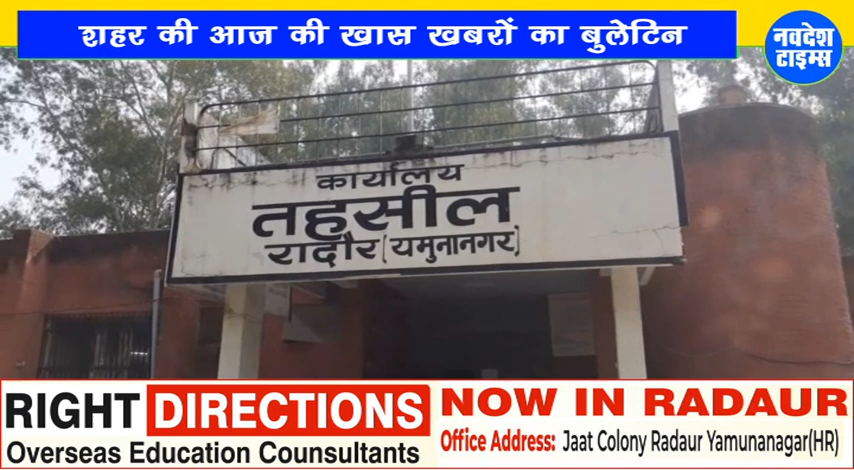 शहर की आज की खास खबरों का बुलेटिन
नवदेश
टाइम्स
कार्यालय
तहसील
रादौर (यमुनानगर)
RIGHT DIRECTIONS
Overseas Education Counsultants
NOW IN RADAUR
Office Address: Jaat Colony Radaur Yamunanagar(HR)